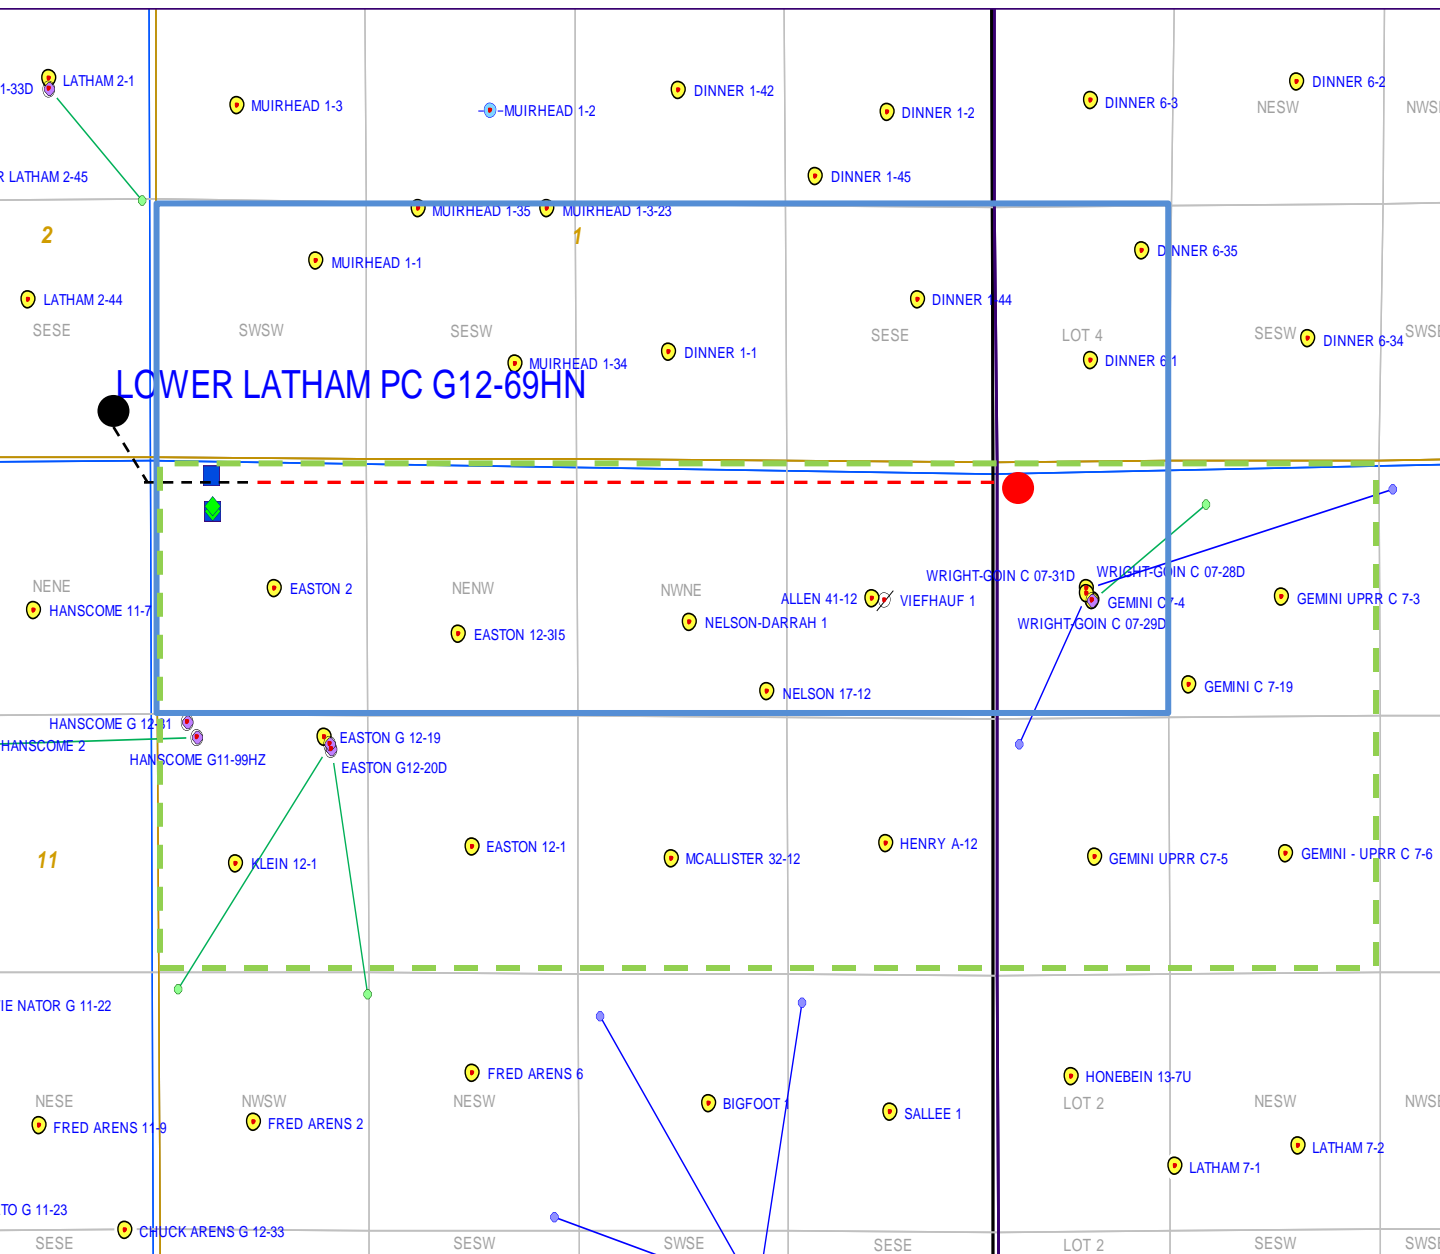 LATHAM 2-1
1-33D
MUIRHEAD 1-3
MUIRHEAD 1-2
DINNER 1-42
DINNER 1-2
DINNER 6-3
DINNER 6-2
NESW
NWS
R LATHAM 2-45
DINNER 1-45
MUIRHEAD 1-35
MUIRHEAD 1-3-23
2
1
MUIRHEAD 1-1
DINNER 6-35
LATHAM 2-44
DINNER 1-44
SESE
SWSW
SESW
SESE
LOT 4
SESW
SWSE
DINNER 6-34
MUIRHEAD 1-34
DINNER 1-1
DINNER 6-1
LOWER LATHAM PC G12-69HN
NENE
EASTON 2
NENW
NWNE
WRIGHT-GOIN C 07-31D
WRIGHT-GOIN C 07-28D
HANSCOME 11-7
ALLEN 41-12
VIEFHAUF 1
GEMINI C7-4
GEMINI UPRR C 7-3
NELSON-DARRAH 1
WRIGHT-GOIN C 07-29D
EASTON 12-3I5
NELSON 17-12
GEMINI C 7-19
HANSCOME G 12-31
HANSCOME 2
EASTON G 12-19
HANSCOME G11-99HZ
EASTON G12-20D
11
KLEIN 12-1
EASTON 12-1
MCALLISTER 32-12
HENRY A-12
GEMINI UPRR C7-5
GEMINI - UPRR C 7-6
IE NATOR G 11-22
FRED ARENS 6
HONEBEIN 13-7U
NESE
NWSW
NESW
BIGFOOT 1
SALLEE 1
LOT 2
NESW
NWS
FRED ARENS 11-9
FRED ARENS 2
LATHAM 7-2
LATHAM 7-1
TO G 11-23
CHUCK ARENS G 12-33
SESE
SESW
SWSE
SESE
LOT 2
SESW
SWS